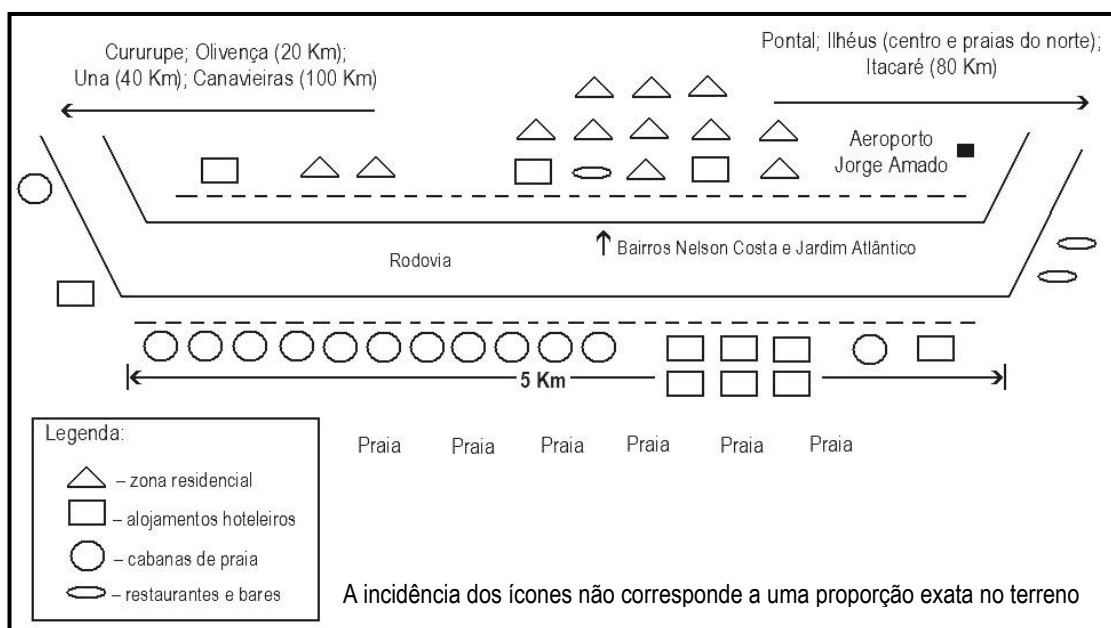 Cururupe; Olivença (20 Km);
Una (40 Km); Canavieiras (100 Km)
Pontal; Ilhéus (centro e praias do norte);
Itacaré (80 Km)
Aeroporto
Jorge Amado
Bairros Nelson Costa e Jardim Atlântico
Rodovia
5 Km
Praia Praia Praia Praia Praia Praia
Legenda:
– zona residencial
– alojamentos hoteleiros
– cabanas de praia
– restaurantes e bares
A incidência dos ícones não corresponde a uma proporção exata no terreno